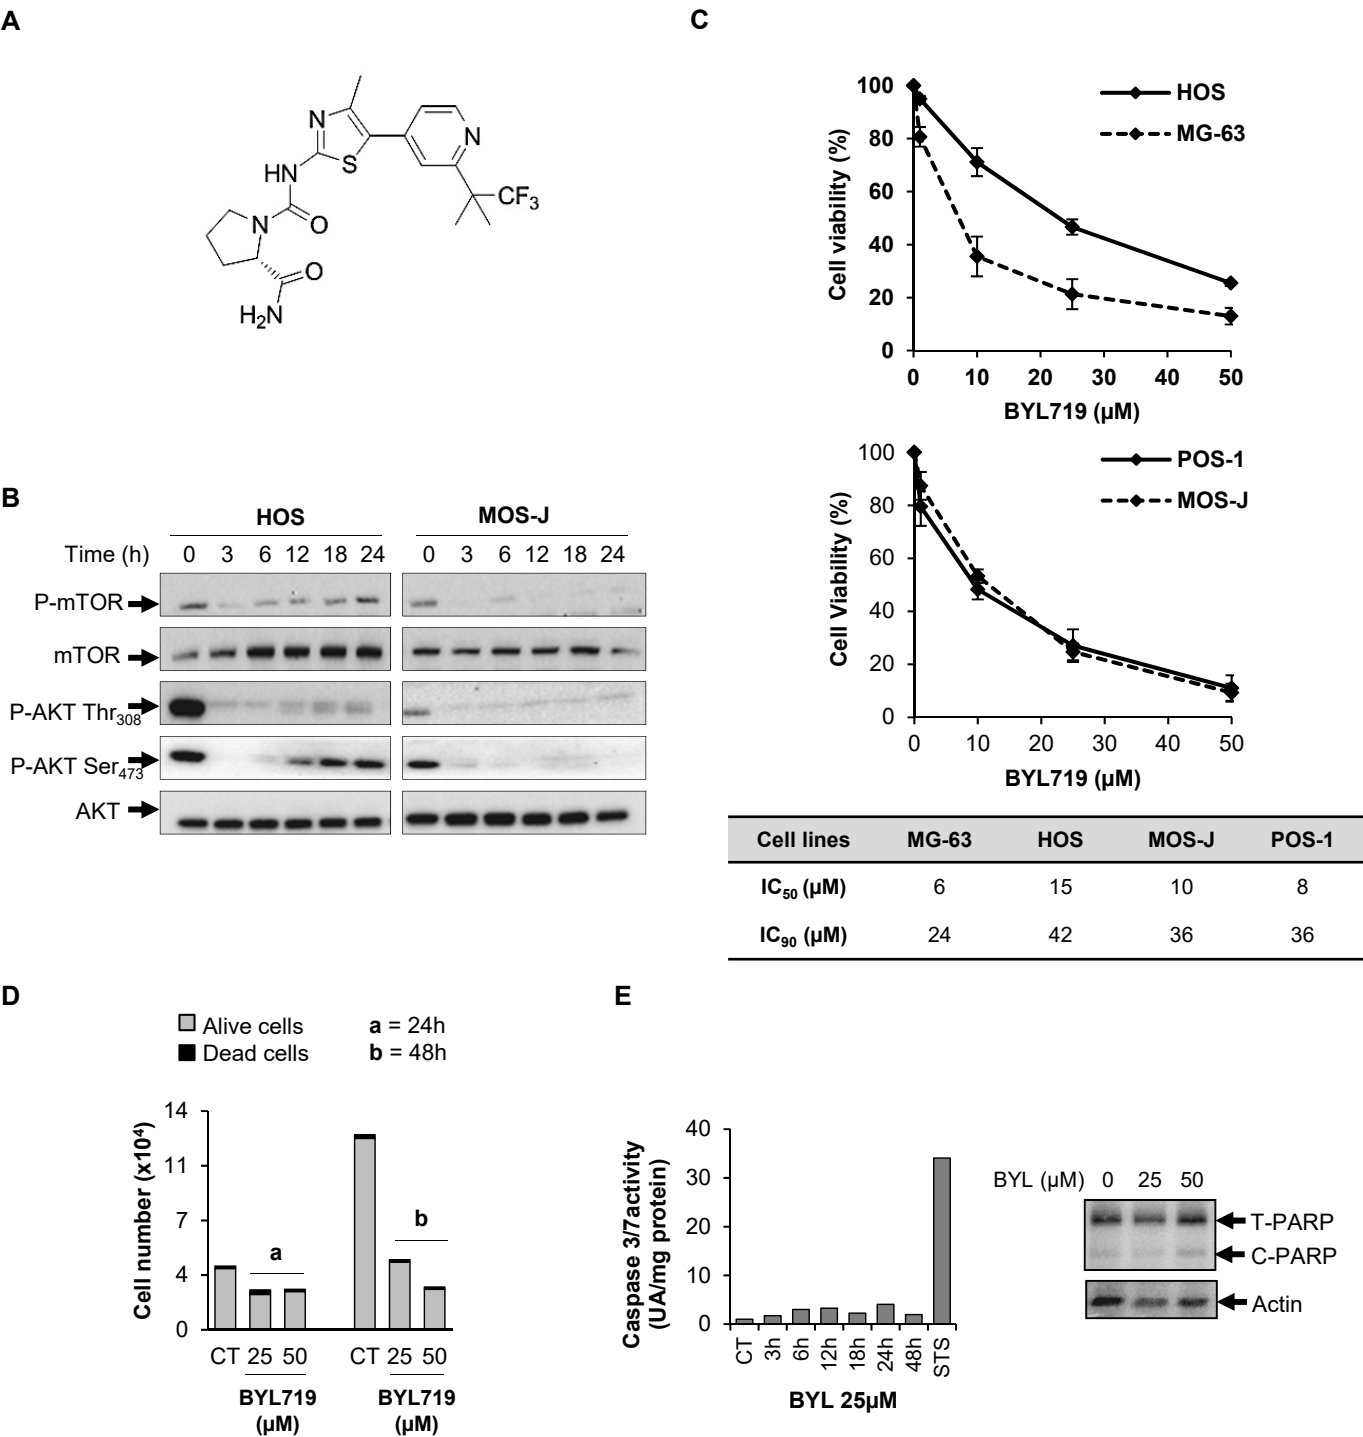 A
N
S
N
HN
N
O
CF3
O
H2N
B
HOS
MOS-J
Time (h) 0 3 6 12 18 24 0 3 6 12 18 24
P-mTOR
mTOR
P-AKT Thr308
P-AKT Ser473
AKT
C
100
80
60
40
20
0
Cell viability (%)
HOS
MG-63
0 10 20 30 40 50
BYL719 (µM)
100
80
60
40
20
0
Cell Viability (%)
POS-1
MOS-J
0 10 20 30 40 50
BYL719 (µM)
Cell lines MG-63 HOS MOS-J POS-1
IC50 (µM) 6 15 10 8
IC90 (µM) 24 42 36 36
D
Alive cells a = 24h
Dead cells b = 48h
14
11
7
4
0
Cell number (x10⁴)
a
b
CT 25 50 CT 25 50
BYL719 BYL719
(µM) (µM)
E
40
30
20
10
0
Caspase 3/7activity
(UA/mg protein)
CT 3h 6h 12h 18h 24h 48h STS
BYL 25µM
BYL (µM) 0 25 50
T-PARP
C-PARP
Actin